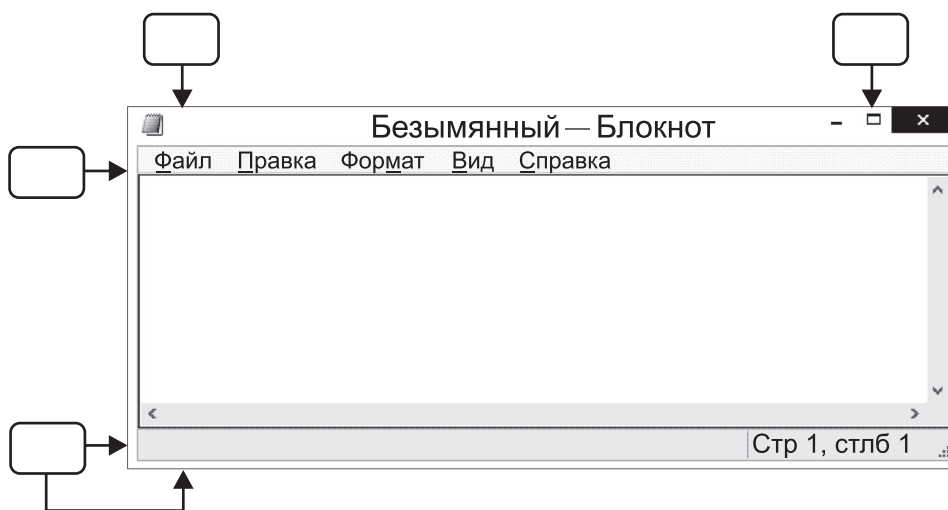 Безымянный — Блокнот
Файл Правка Формат Вид Справка
Стр 1, стлб 1